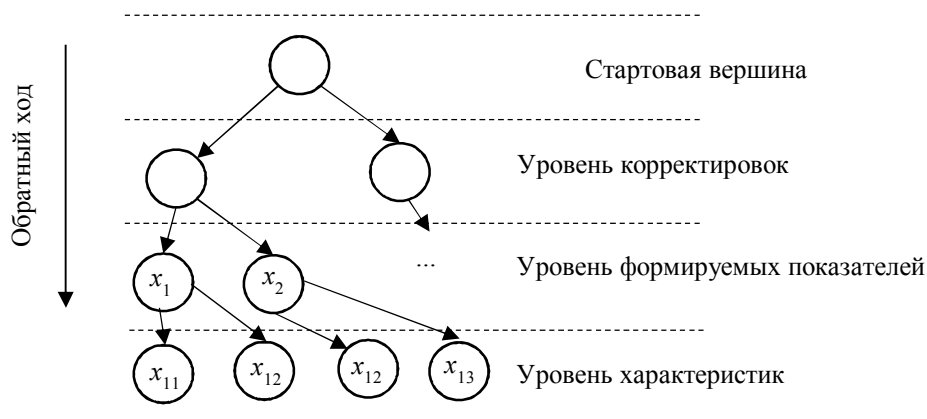 Обратный ход
Стартовая вершина
Уровень корректировок
x1 x2 ... Уровень формируемых показателей
x11 x12 x12 x13 Уровень характеристик